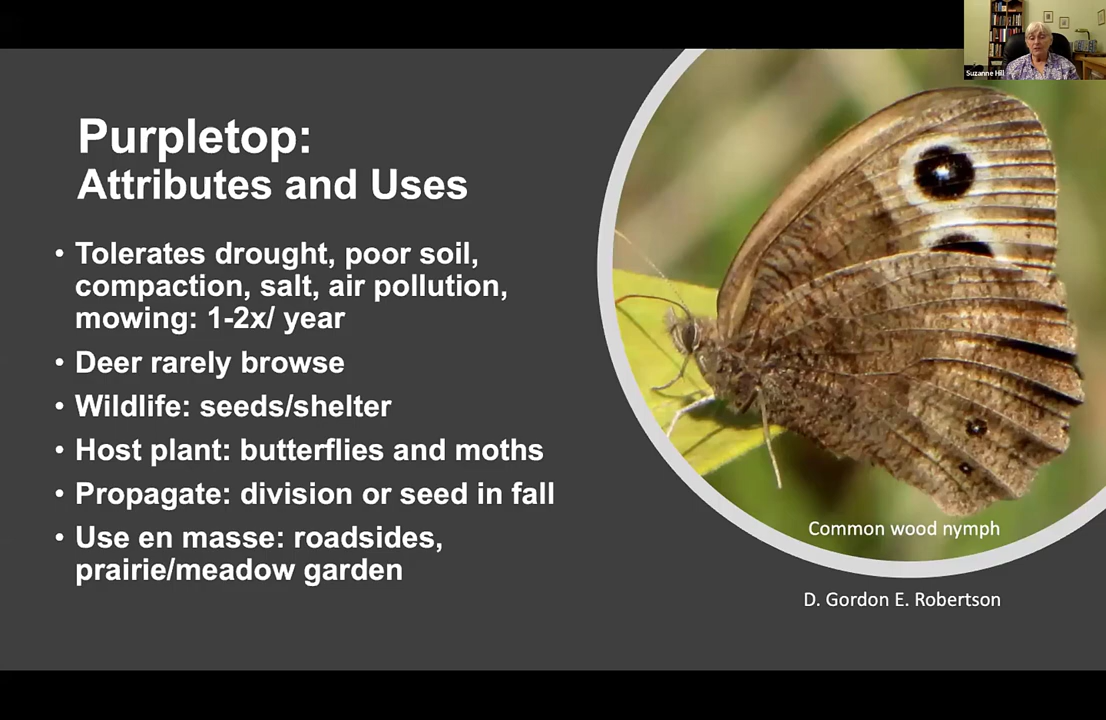 Suzanne Hill
Purpletop:
Attributes and Uses
• Tolerates drought, poor soil,
compaction, salt, air pollution,
mowing: 1-2x/ year
• Deer rarely browse
• Wildlife: seeds/shelter
• Host plant: butterflies and moths
• Propagate: division or seed in fall
• Use en masse: roadsides,
prairie/meadow garden
Common wood nymph
D. Gordon E. Robertson